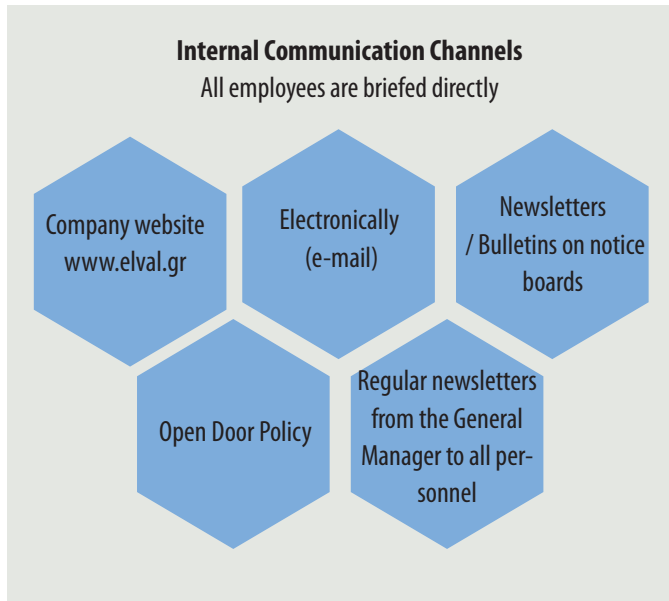 Internal Communication Channels
All employees are briefed directly
Company website
www.elval.gr
Electronically
(e-mail)
Newsletters
/ Bulletins on notice
boards
Open Door Policy
Regular newsletters
from the General
Manager to all per-
sonnel